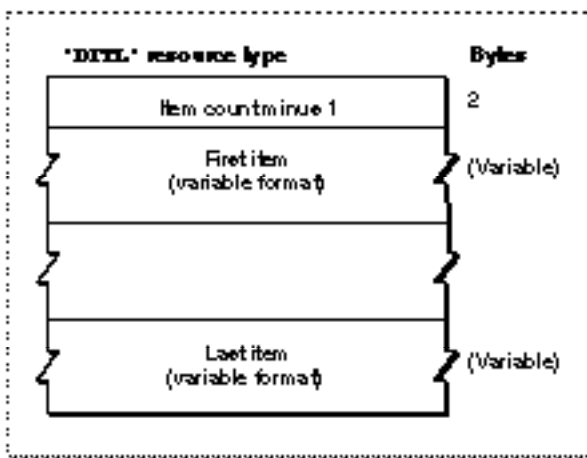 'DITL' resource type Bytes
Item count minus 1 2
First item
(variable format) (Variable)
Last item
(variable format) (Variable)